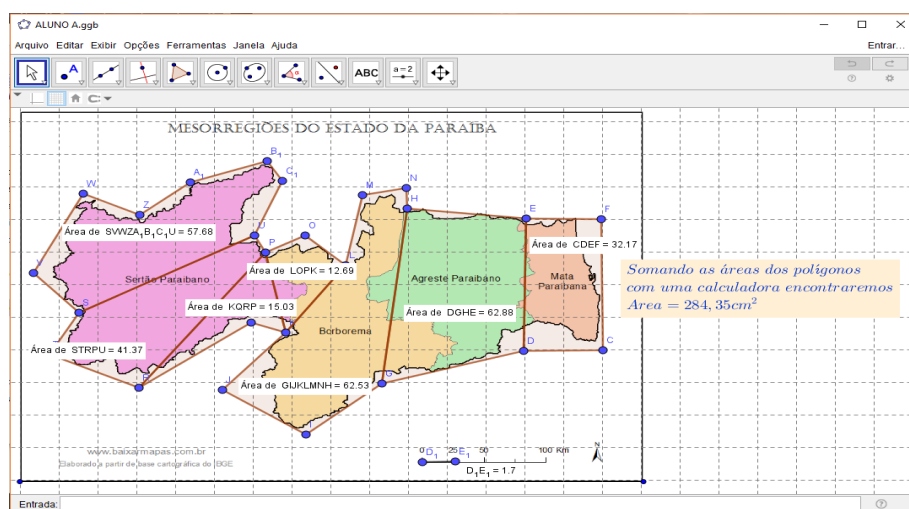 ALUNO A.ggb
Arquivo Editar Exibir Opções Ferramentas Janela Ajuda
Entrar...
ABC
a=2
MESORREGIÕES DO ESTADO DA PARAIBA
B₁
A₁
C₁
W
Z
M
N
H
E
F
U
O
P
L
Área de SVWZA₁B₁C₁U = 57.68
Área de CDEF = 32.17
Área de LOPK = 12.69
Sertão Paraibano
Agreste Paraibano
Mata
Paraibana
V
S
Somando as áreas dos polígonos
com uma calculadora encontraremos
Area = 284,35cm²
Área de KQRP = 15.03
Área de DGHE = 62.88
Borborema
Área de STRPU = 41.37
D
C
R
J
G
Área de GIJKLMNH = 62.53
I
www.baixarmapas.com.br
Elaborado a partir de base cartográfica do IBGE
0 25 50 100 Km
D₁ E₁
D₁E₁ = 1.7
N
Entrada: